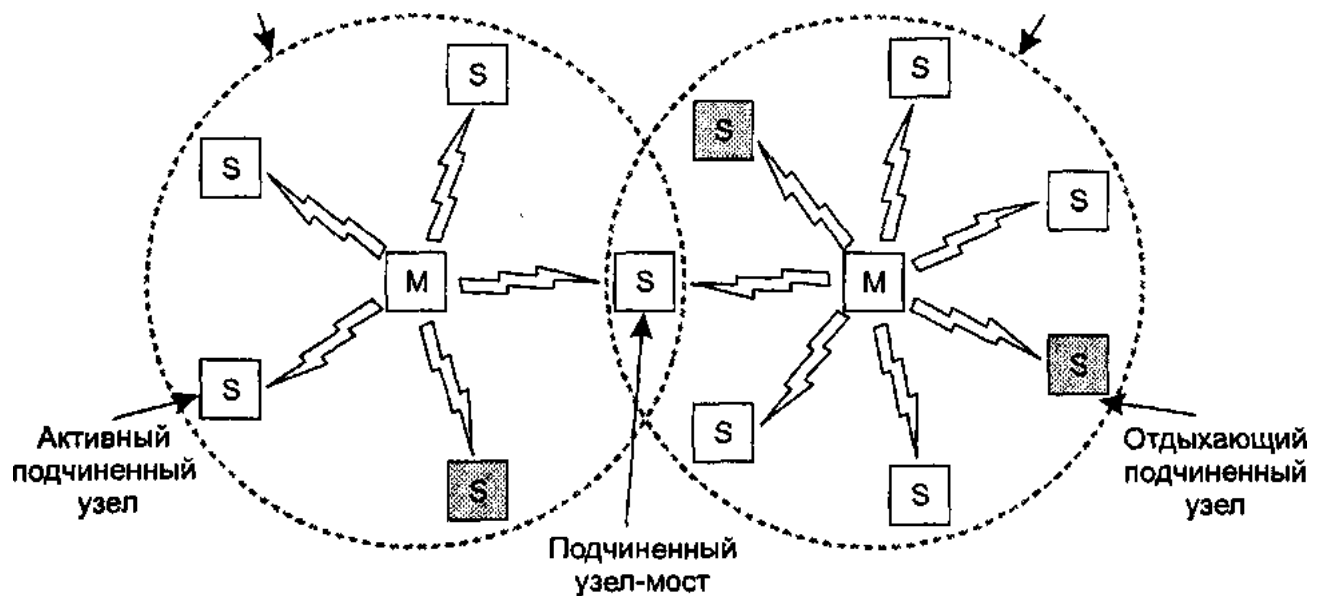 S
S
S
S
S
M
S
M
S
S
S
S
S
S
Активный
подчиненный
узел
Отдыхающий
подчиненный
узел
Подчиненный
узел-мост